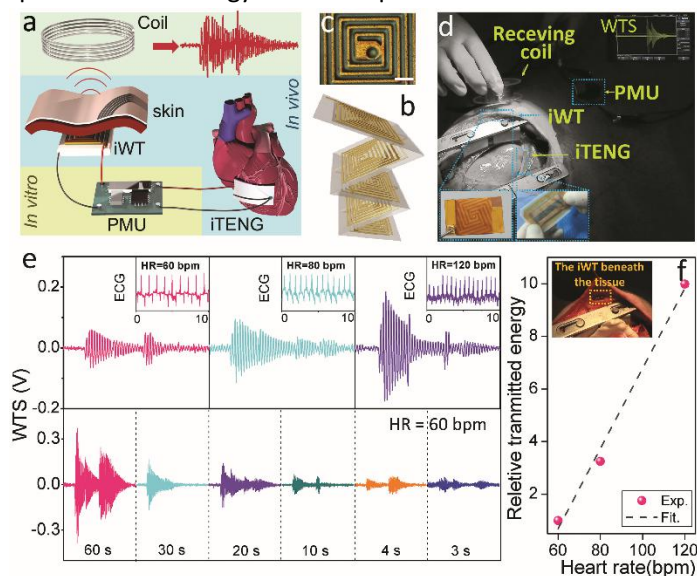 a
Coil
skin
iWT
In vivo
In vitro
PMU
iTENG
c
b
d
WTS
Receving
coil
PMU
iWT
iTENG
e
HR=60 bpm
HR=80 bpm
HR=120 bpm
ECG
ECG
ECG
0 10
0 10
0 10
0.2
0.0
-0.2
WTS (V)
HR = 60 bpm
0.3
0.0
-0.3
60 s
30 s
20 s
10 s
4 s
3 s
f
The iWT beneath
the tissue
10
8
6
4
2
Reletive tranmitted energy
Exp.
Fit.
60 80 100 120
Heart rate(bpm)